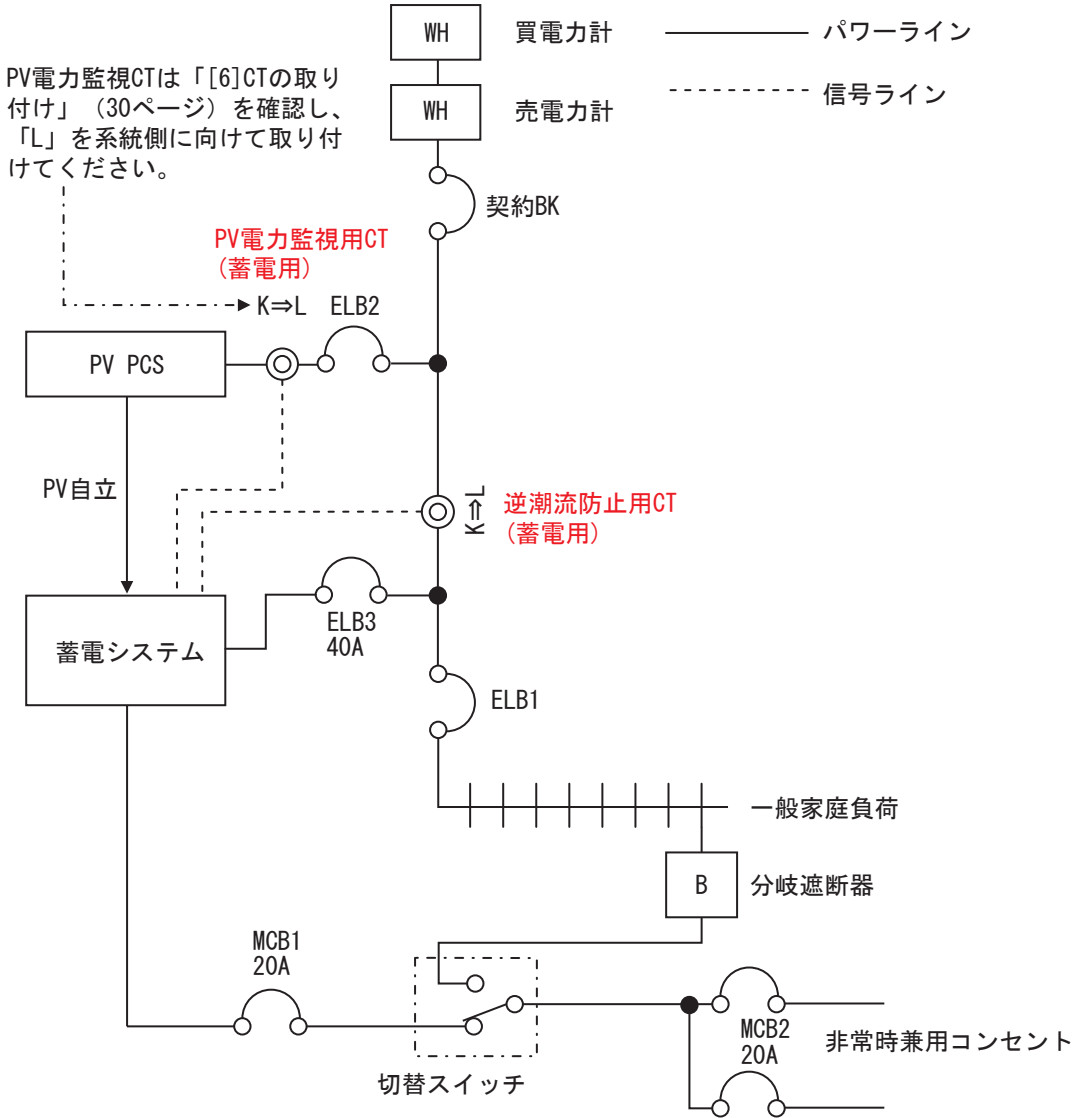 WH 買電力計 パワーライン
PV電力監視CTは「[6]CTの取り
付け」（30ページ）を確認し、
「L」を系統側に向けて取り付
けてください。
WH 売電力計 信号ライン
契約BK
PV電力監視用CT
(蓄電用)
K⇒L ELB2
PV PCS
PV自立
K⇒L
逆潮流防止用CT
(蓄電用)
蓄電システム
ELB3
40A
ELB1
一般家庭負荷
B 分岐遮断器
MCB1
20A
MCB2
20A
非常時兼用コンセント
切替スイッチ